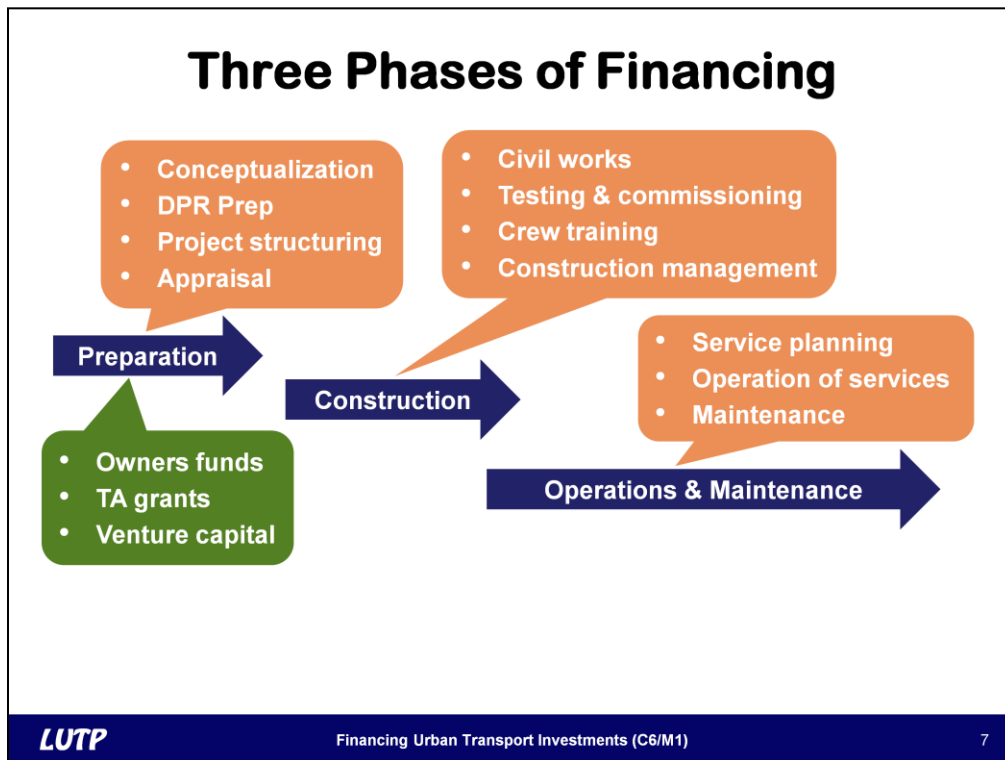 Three Phases of Financing
• Conceptualization
• DPR Prep
• Project structuring
• Appraisal
• Civil works
• Testing & commissioning
• Crew training
• Construction management
Preparation
Construction
• Service planning
• Operation of services
• Maintenance
• Owners funds
• TA grants
• Venture capital
Operations & Maintenance
LUTP
Financing Urban Transport Investments (C6/M1)
7